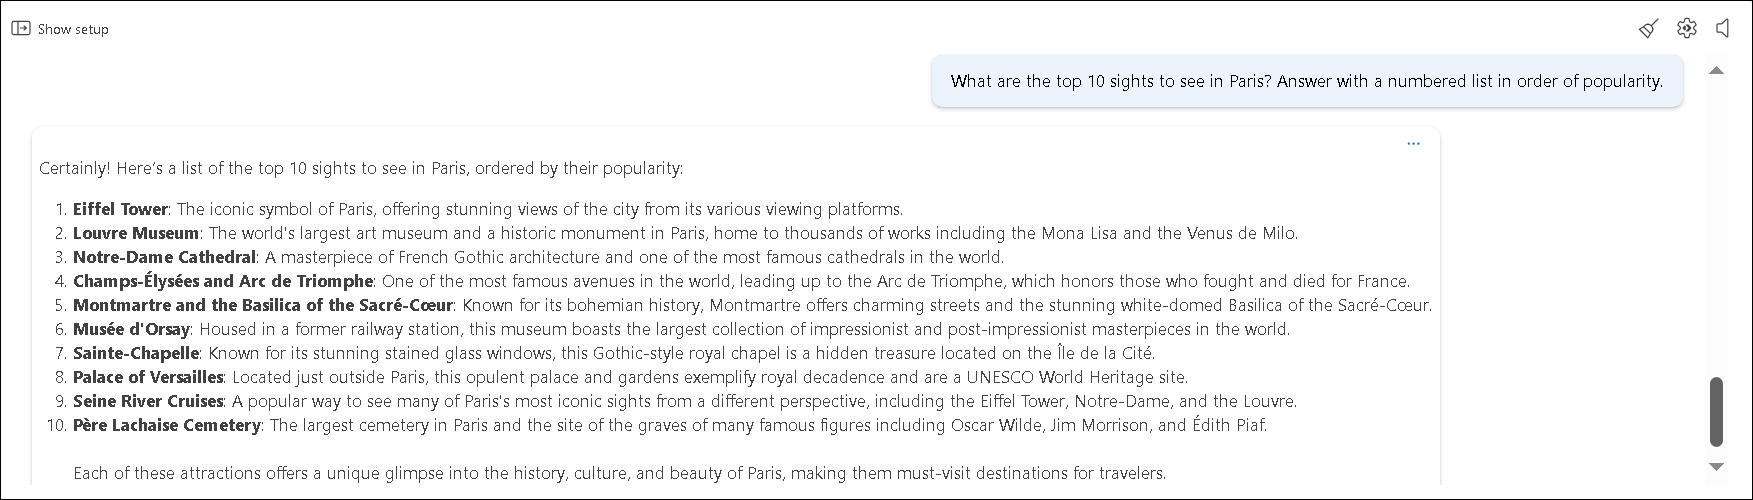 Show setup
What are the top 10 sights to see in Paris? Answer with a numbered list in order of popularity.
Certainly! Here’s a list of the top 10 sights to see in Paris, ordered by their popularity:
1. Eiffel Tower: The iconic symbol of Paris, offering stunning views of the city from its various viewing platforms.
2. Louvre Museum: The world's largest art museum and a historic monument in Paris, home to thousands of works including the Mona Lisa and the Venus de Milo.
3. Notre-Dame Cathedral: A masterpiece of French Gothic architecture and one of the most famous cathedrals in the world.
4. Champs-Élysées and Arc de Triomphe: One of the most famous avenues in the world, leading up to the Arc de Triomphe, which honors those who fought and died for France.
5. Montmartre and the Basilica of the Sacré-Cœur: Known for its bohemian history, Montmartre offers charming streets and the stunning white-domed Basilica of the Sacré-Cœur.
6. Musée d'Orsay: Housed in a former railway station, this museum boasts the largest collection of impressionist and post-impressionist masterpieces in the world.
7. Sainte-Chapelle: Known for its stunning stained glass windows, this Gothic-style royal chapel is a hidden treasure located on the Île de la Cité.
8. Palace of Versailles: Located just outside Paris, this opulent palace and gardens exemplify royal decadence and are a UNESCO World Heritage site.
9. Seine River Cruises: A popular way to see many of Paris's most iconic sights from a different perspective, including the Eiffel Tower, Notre-Dame, and the Louvre.
10. Père Lachaise Cemetery: The largest cemetery in Paris and the site of the graves of many famous figures including Oscar Wilde, Jim Morrison, and Édith Piaf.
Each of these attractions offers a unique glimpse into the history, culture, and beauty of Paris, making them must-visit destinations for travelers.